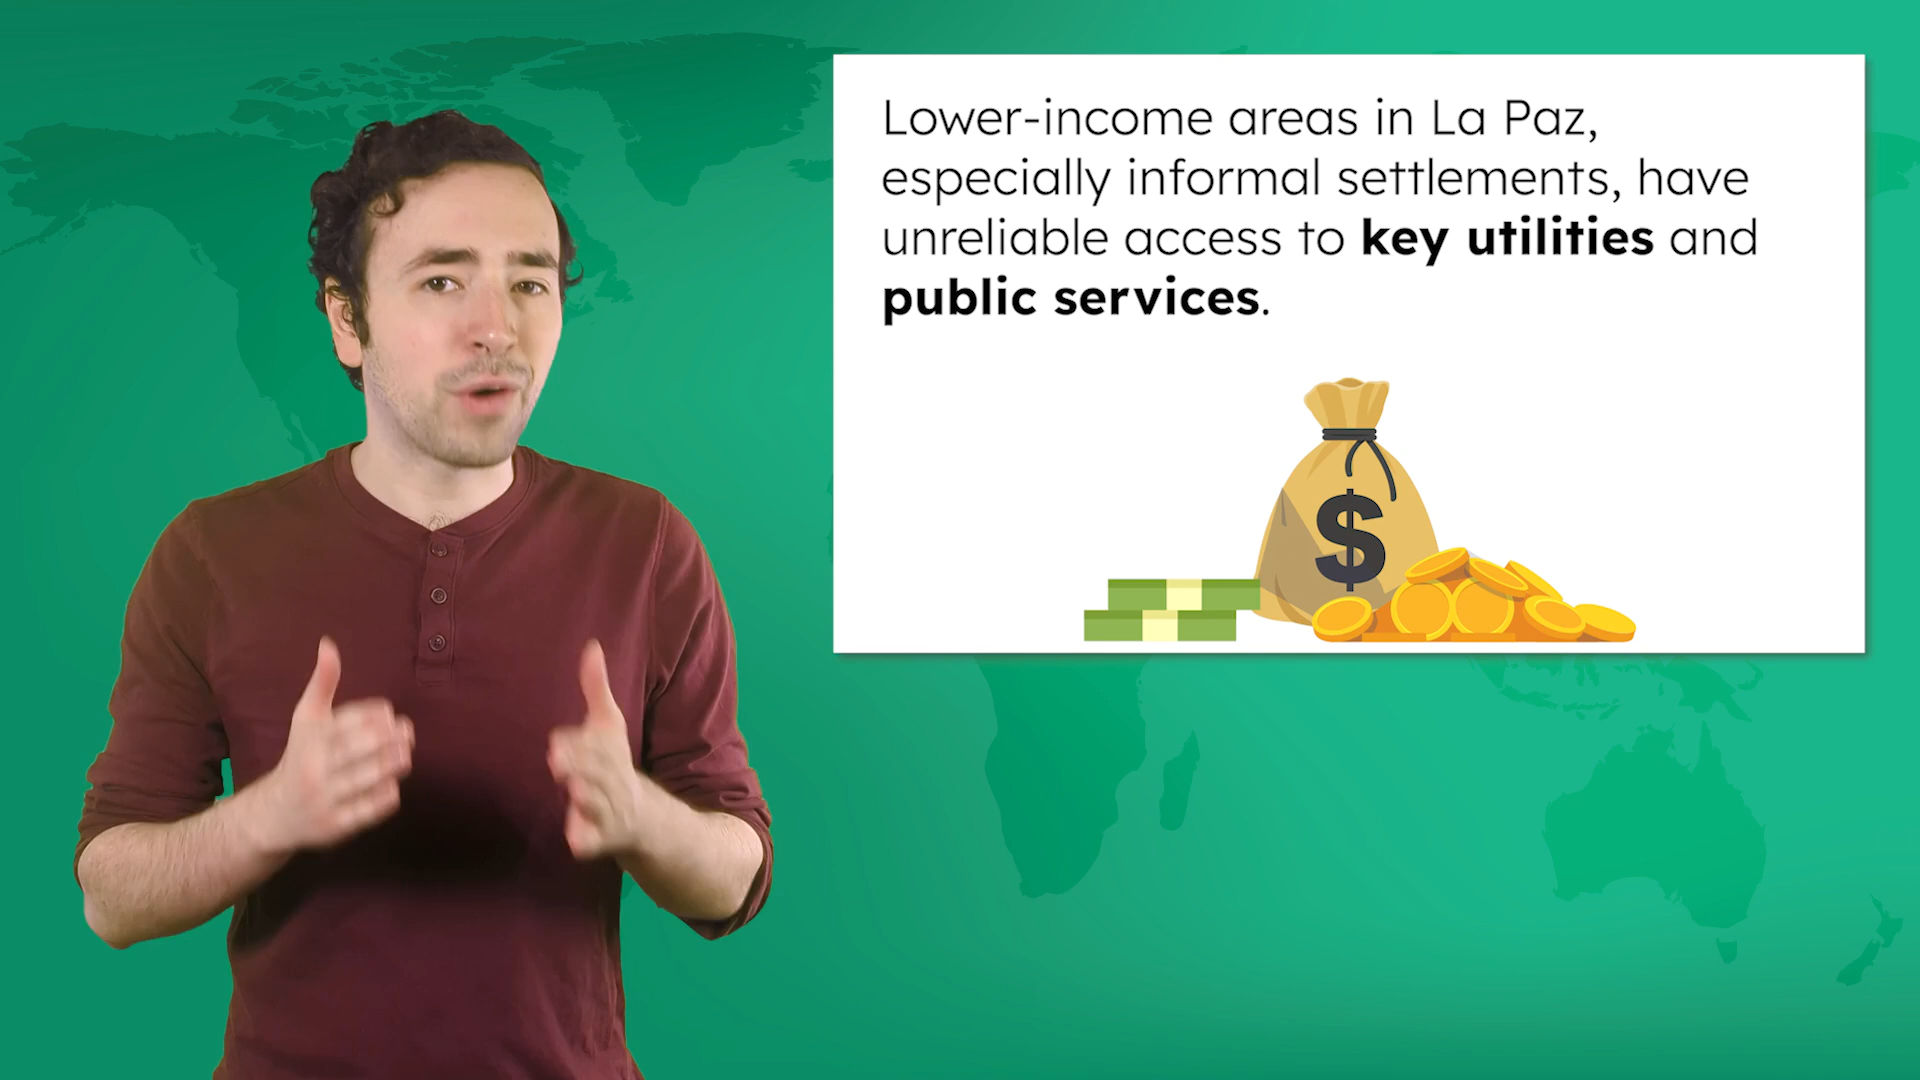 Lower-income areas in La Paz,
especially informal settlements, have
unreliable access to key utilities and
public services.
$